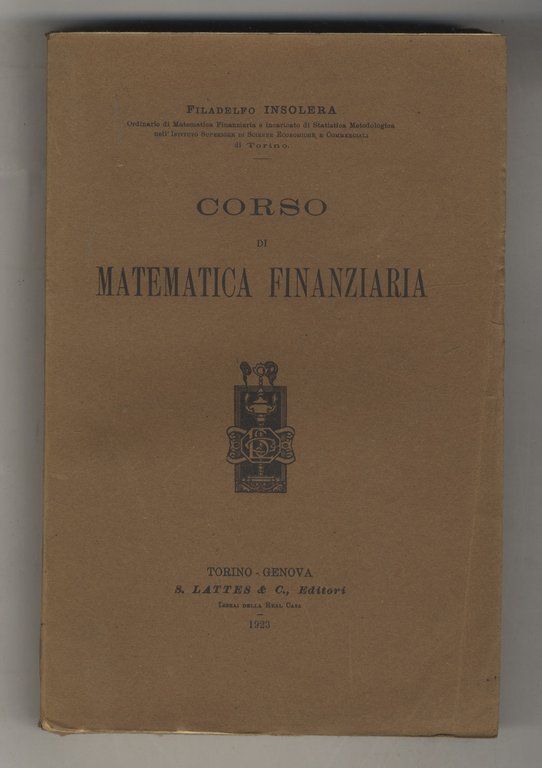 Filadelfo INSOLERA
Ordinario di Matematica Finanziaria e incaricato di Statistica Metodologica
nell' Istituto Superiore di Scienze Economiche e Commerciali
di Torino.
CORSO
DI
MATEMATICA FINANZIARIA
TORINO - GENOVA
S. LATTES & C., Editori
Librai della Real Casa
1923